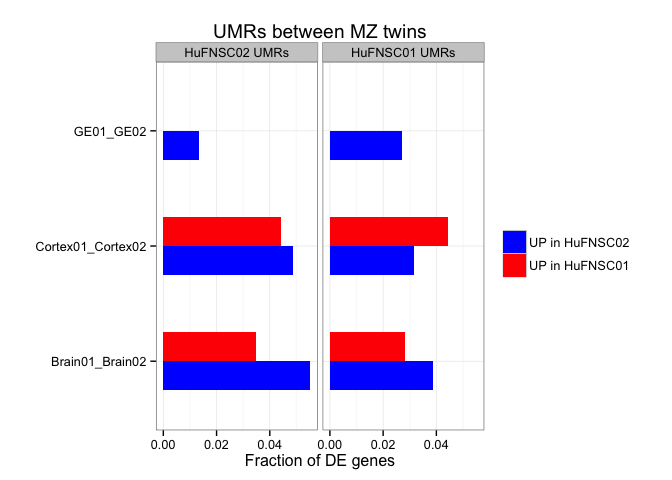 UMRs between MZ twins
HuFNSC02 UMRs
HuFNSC01 UMRs
GE01_GE02
Cortex01_Cortex02
Brain01_Brain02
UP in HuFNSC02
UP in HuFNSC01
0.00 0.02 0.04 0.00 0.02 0.04
Fraction of DE genes